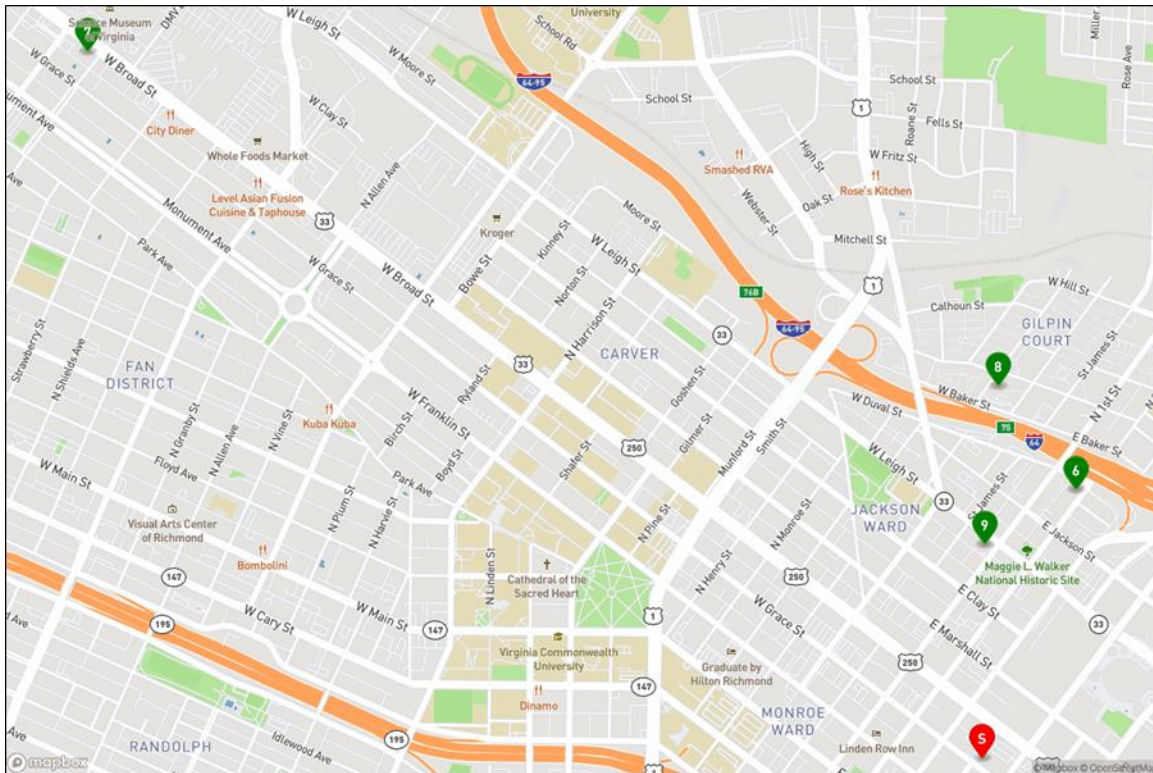 DMV
University
Miller
Science Museum
of Virginia
7
W Leigh St
School Rd
Rose Ave
W Broad St
W Moore St
W Grace St
64-95
School St
School St
Monument Ave
W Clay St
1
Roane St
Fells St
City Diner
Whole Foods Market
High St
W Fritz St
Smashed RVA
Rose's Kitchen
Level Asian Fusion
Cuisine & Taphouse
N Allen Ave
Webster St
Oak St
Monument Ave
33
Kroger
Kinney St
Moore St
Mitchell St
Park Ave
W Grace St
W Broad St
Bowe St
Norton St
W Leigh St
W Hill St
1
76B
Calhoun St
N Harrison St
33
64-95
GILPIN
COURT
Strawberry St
N Shields Ave
FAN
DISTRICT
33
CARVER
St James St
8
Ryland St
Goshen St
W Baker St
W Duval St
N 1st St
W Franklin St
Kuba Kuba
Birch St
N Granby St
N Allen Ave
N Vine St
75
64
E Baker St
250
Gilmer St
Munford St
Smith St
W Leigh St
Floyd Ave
Boyd St
Shafer St
6
W Main St
Park Ave
33
St James St
Visual Arts Center
of Richmond
N Plum St
N Harvie St
N Pine St
JACKSON
WARD
9
E Jackson St
N Monroe St
Bombolini
N Linden St
Cathedral of the
Sacred Heart
N Henry St
250
Maggie L. Walker
National Historic Site
147
W Cary St
W Main St
E Clay St
195
147
1
W Grace St
33
Virginia Commonwealth
University
E Marshall St
250
Graduate by
Hilton Richmond
147
Dinamo
MONROE
WARD
S
RANDOLPH
Idlewood Ave
195
Linden Row Inn
mapbox
1
© Mapbox © OpenStreetMap